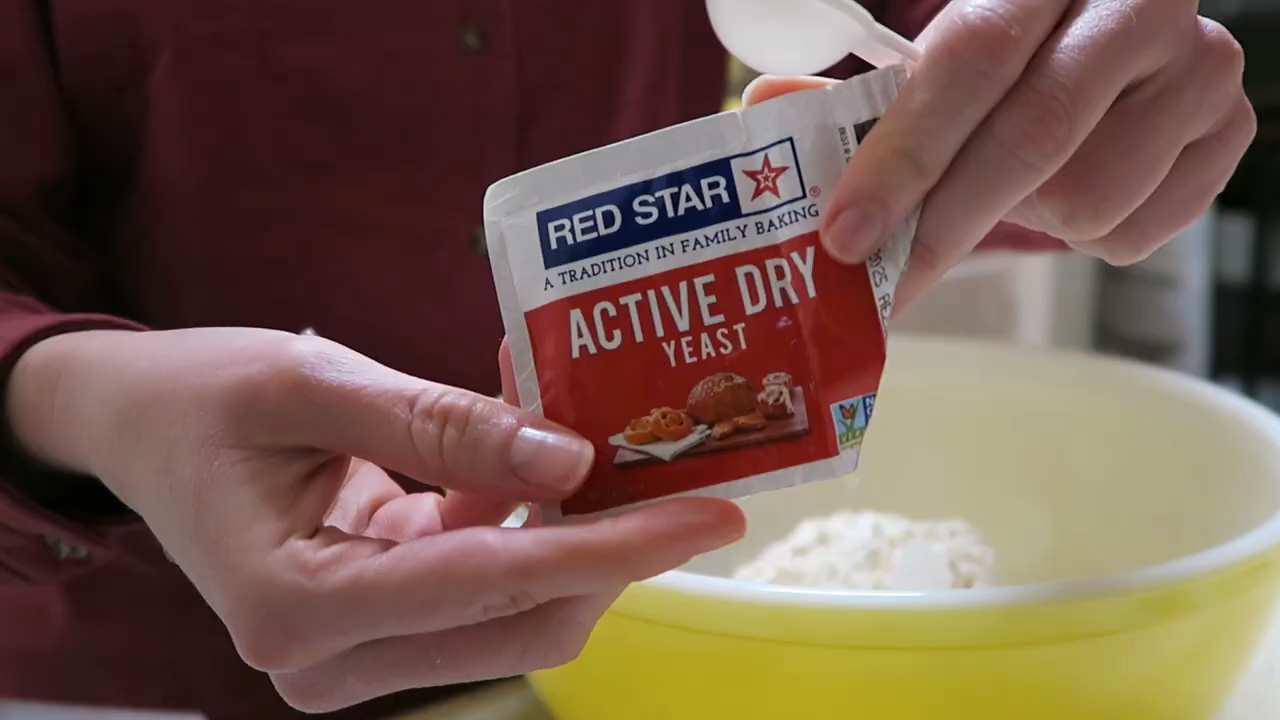 RED STAR
®
A TRADITION IN FAMILY BAKING
ACTIVE DRY
YEAST